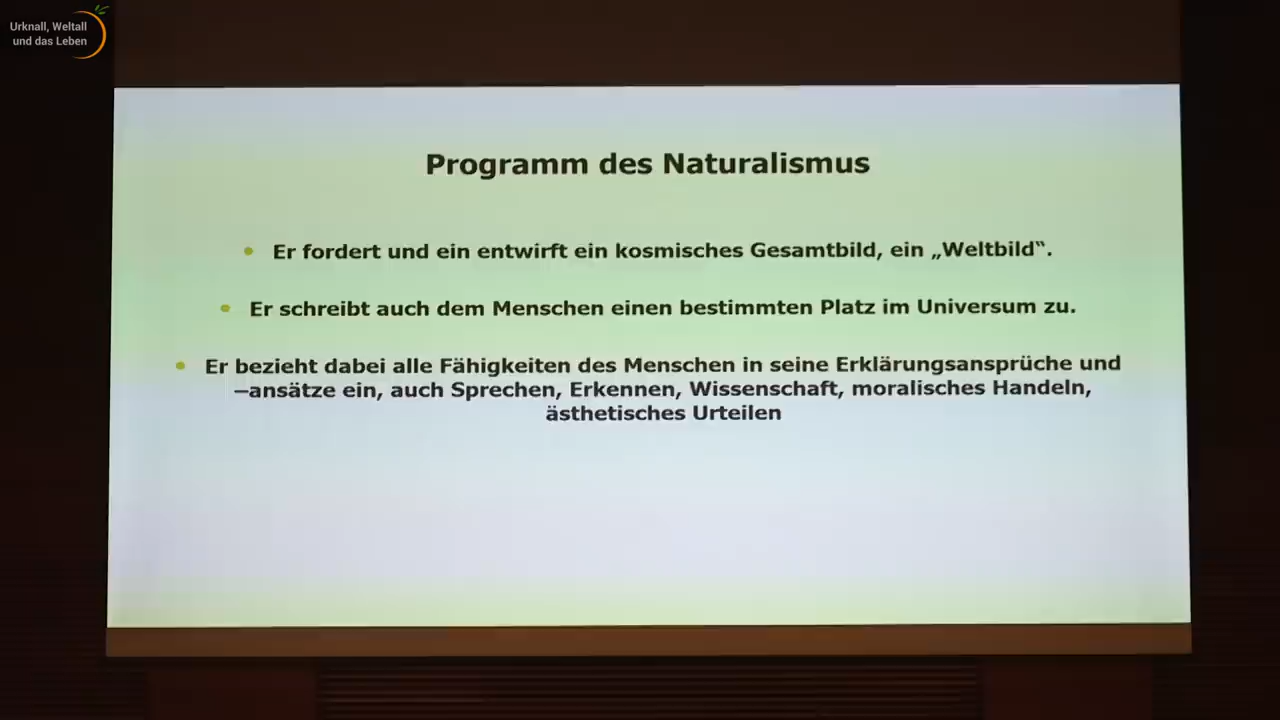 Urknall, Weltall
und das Leben
Programm des Naturalismus
• Er fordert und ein entwirft ein kosmisches Gesamtbild, ein „Weltbild“.
• Er schreibt auch dem Menschen einen bestimmten Platz im Universum zu.
• Er bezieht dabei alle Fähigkeiten des Menschen in seine Erklärungsansprüche und
–ansätze ein, auch Sprechen, Erkennen, Wissenschaft, moralisches Handeln,
ästhetisches Urteilen